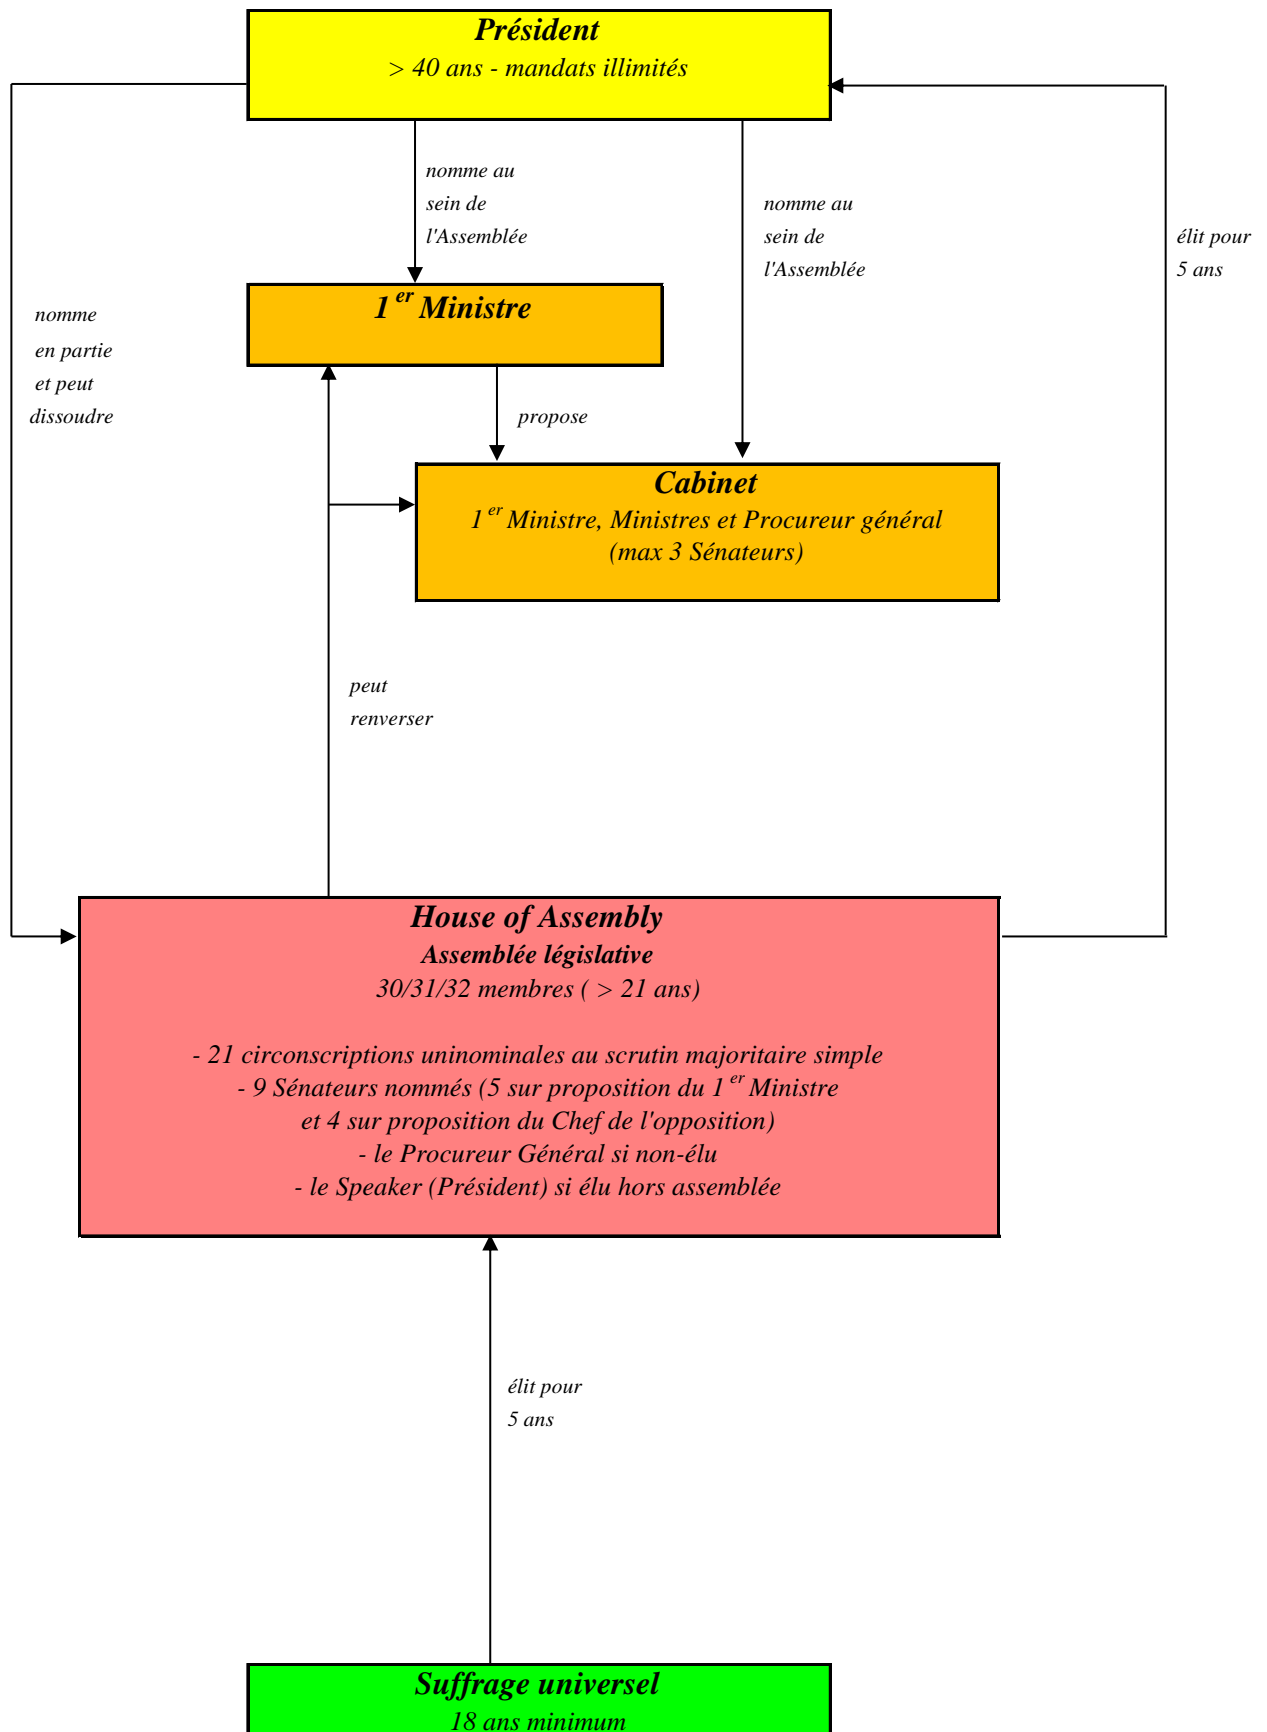 Président
> 40 ans - mandats illimités
nomme au
sein de
l'Assemblée
nomme au
sein de
l'Assemblée
élit pour
5 ans
1 er Ministre
nomme
en partie
et peut
dissoudre
propose
Cabinet
1 er Ministre, Ministres et Procureur général
(max 3 Sénateurs)
peut
renverser
House of Assembly
Assemblée législative
30/31/32 membres ( > 21 ans)
- 21 circonscriptions uninominales au scrutin majoritaire simple
- 9 Sénateurs nommés (5 sur proposition du 1 er Ministre
et 4 sur proposition du Chef de l'opposition)
- le Procureur Général si non-élu
- le Speaker (Président) si élu hors assemblée
élit pour
5 ans
Suffrage universel
18 ans minimum